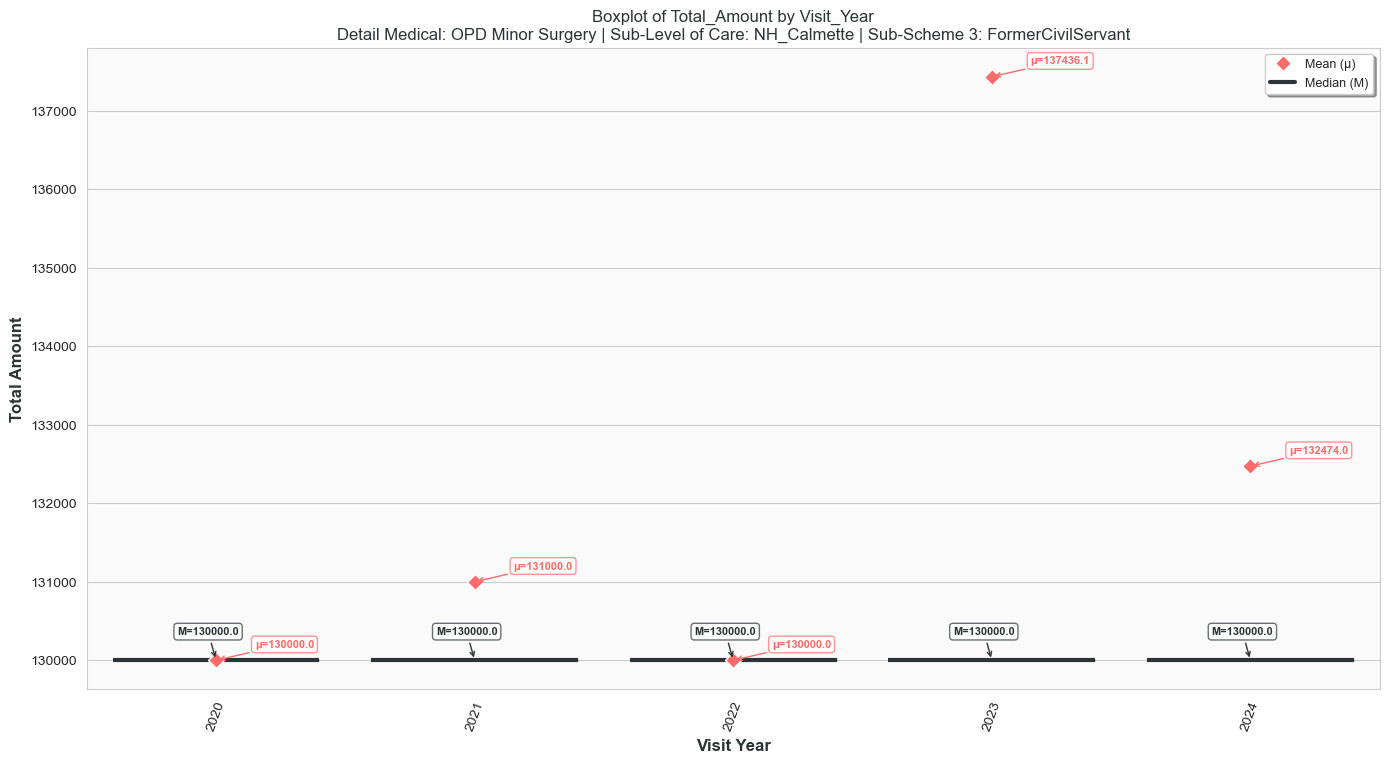 Boxplot of Total_Amount by Visit_Year
Detail Medical: OPD Minor Surgery | Sub-Level of Care: NH_Calmette | Sub-Scheme 3: FormerCivilServant
Mean (μ)
Median (M)
Total Amount
137000
136000
135000
134000
133000
132000
131000
130000
μ=137436.1
μ=132474.0
μ=131000.0
M=130000.0
μ=130000.0
M=130000.0
M=130000.0
μ=130000.0
M=130000.0
M=130000.0
2020
2021
2022
2023
2024
Visit Year